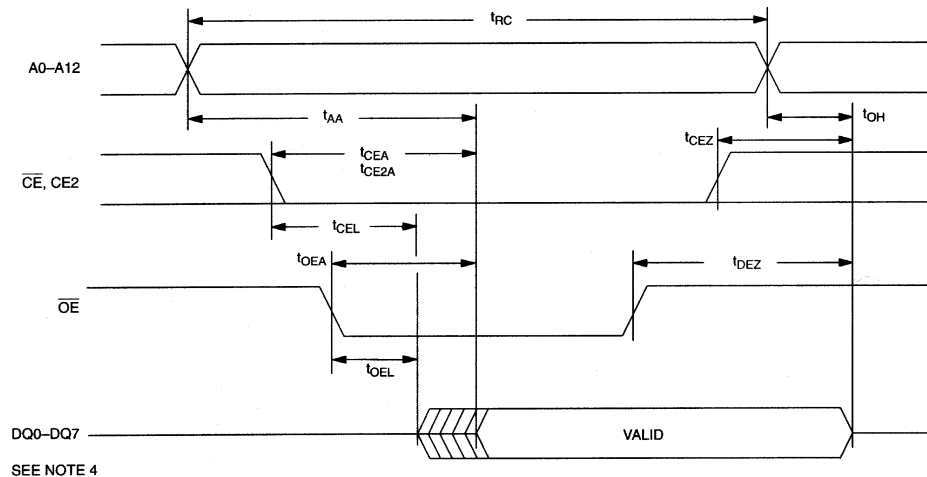 tRC
A0–A12
tAA
tOH
tCEZ
tCEA
tCE2A
CE, CE2
tCEL
tOEA
tDEZ
OE
tOEL
DQ0–DQ7
VALID
SEE NOTE 4